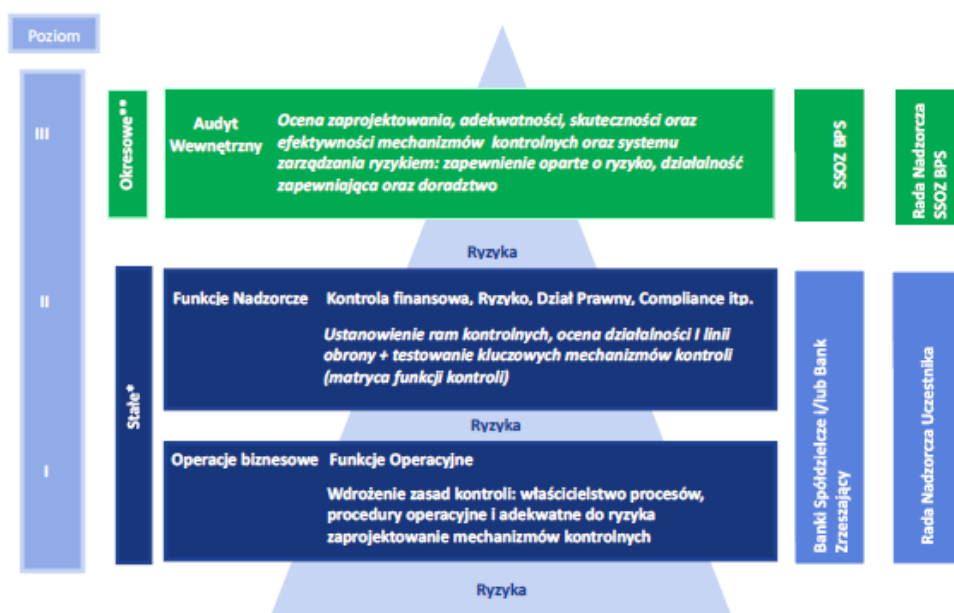 Poziom
III
Okresowe**
Audyt
Wewnętrzny
Ocena zaprojektowania, adekwatności, skuteczności oraz
efektywności mechanizmów kontrolnych oraz systemu
zarządzania ryzykiem: zapewnienie oparte o ryzyko, działalność
zapewniająca oraz doradztwo
SSOZ BPS
Rada Nadzorcza
SSOZ BPS
Ryzyka
II
Stałe*
Funkcje Nadzorcze
Kontrola finansowa, Ryzyko, Dział Prawny, Compliance itp.
Ustanowienie ram kontrolnych, ocena działalności I linii
obrony + testowanie kluczowych mechanizmów kontroli
(matryca funkcji kontroli)
Banki Spółdzielcze i/lub Bank
Zrzeszający
Rada Nadzorcza Uczestnika
Ryzyka
I
Operacje biznesowe
Funkcje Operacyjne
Wdrożenie zasad kontroli: właścicielstwo procesów,
procedury operacyjne i adekwatne do ryzyka
zaprojektowanie mechanizmów kontrolnych
Ryzyka